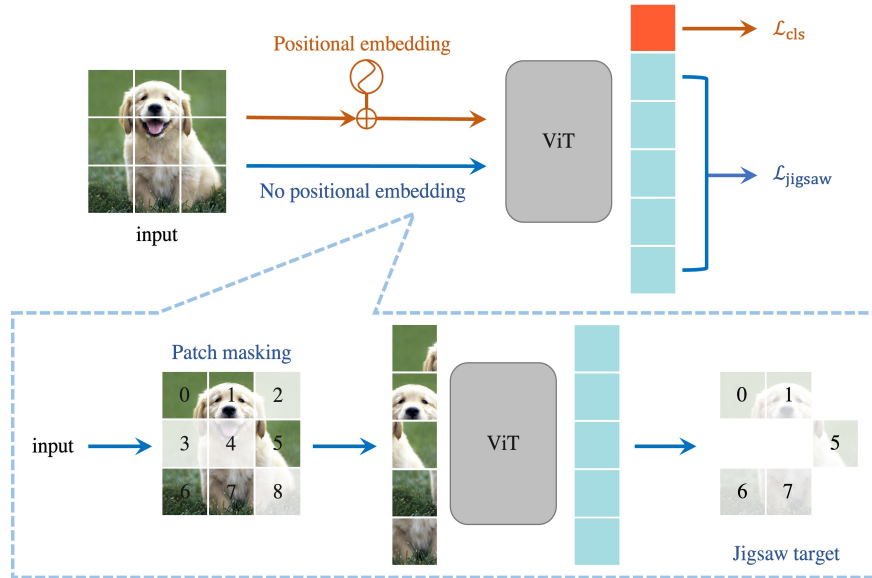 Positional embedding
ℒcls
ViT
No positional embedding
ℒjigsaw
input
Patch masking
0 1 2
3 4 5
6 7 8
input
ViT
0 1
5
6 7
Jigsaw target